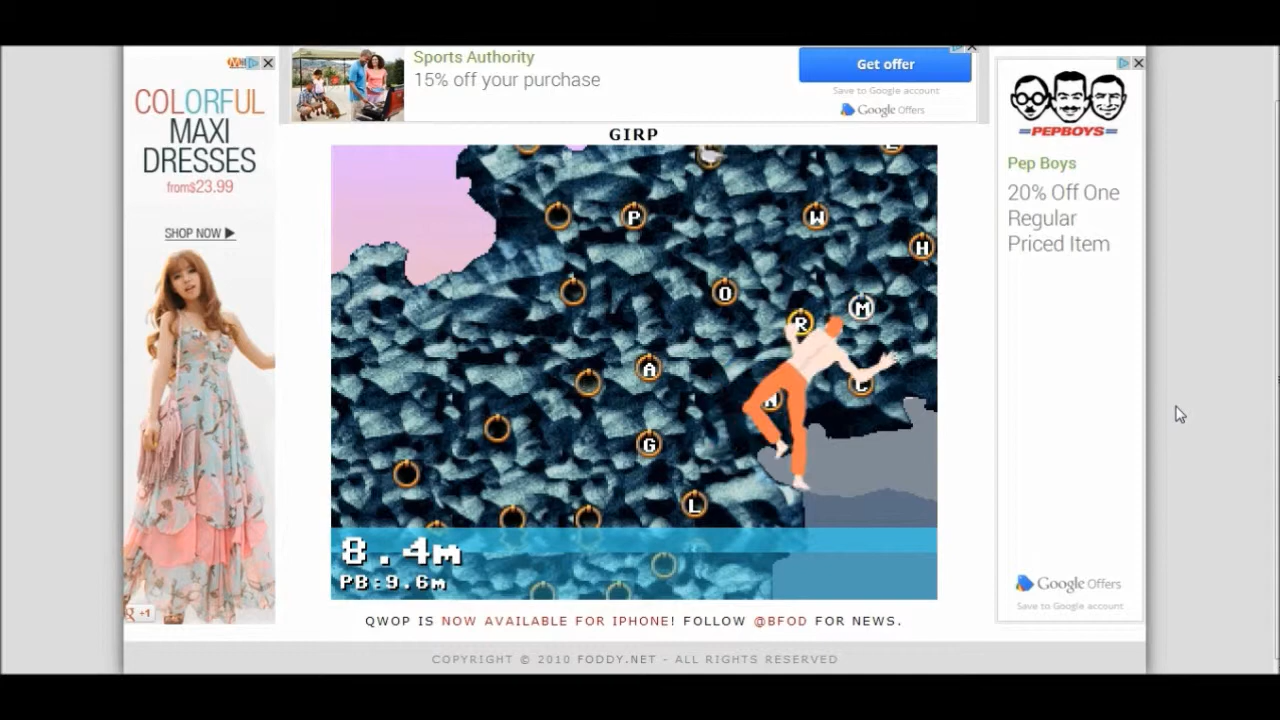 COLORFUL
MAXI
DRESSES
from $23.99
SHOP NOW
+1
Sports Authority
15% off your purchase
Get offer
Save to Google account
Google Offers
PEPBOYS
Pep Boys
20% Off One
Regular
Priced Item
Google Offers
Save to Google account
GIRP
P
W
H
O
M
R
A
C
G
L
8.4m
PB:9.6m
QWOP IS NOW AVAILABLE FOR IPHONE! FOLLOW @BFOD FOR NEWS.
COPYRIGHT © 2010 FODDY.NET - ALL RIGHTS RESERVED